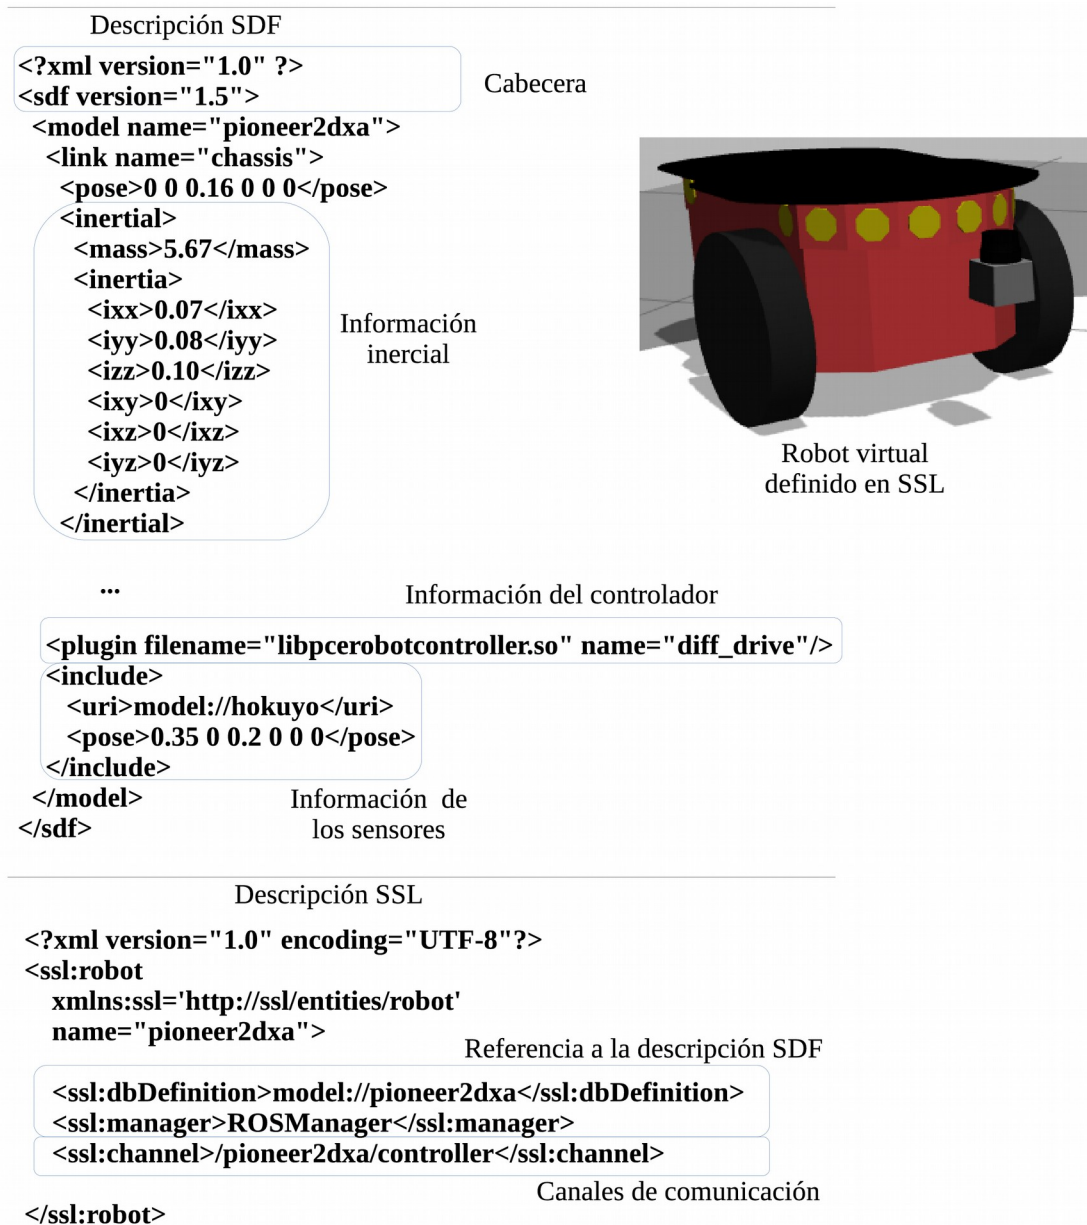 Descripción SDF
<?xml version="1.0" ?>
Cabecera
<sdf version="1.5">
<model name="pioneer2dxa">
<link name="chassis">
<pose>0 0 0.16 0 0 0</pose>
<inertial>
<mass>5.67</mass>
<inertia>
<ixx>0.07</ixx>
<iyy>0.08</iyy>
<izz>0.10</izz>
<ixy>0</ixy>
<ixz>0</ixz>
<iyz>0</iyz>
</inertia>
</inertial>
Información
inercial
Robot virtual
definido en SSL
...
Información del controlador
<plugin filename="libpcerobotcontroller.so" name="diff_drive"/>
<include>
<uri>model://hokuyo</uri>
<pose>0.35 0 0.2 0 0 0</pose>
</include>
</model>
</sdf>
Información de
los sensores
Descripción SSL
<?xml version="1.0" encoding="UTF-8"?>
<ssl:robot
xmlns:ssl='http://ssl/entities/robot'
name="pioneer2dxa">
Referencia a la descripción SDF
<ssl:dbDefinition>model://pioneer2dxa</ssl:dbDefinition>
<ssl:manager>ROSManager</ssl:manager>
<ssl:channel>/pioneer2dxa/controller</ssl:channel>
Canales de comunicación
</ssl:robot>